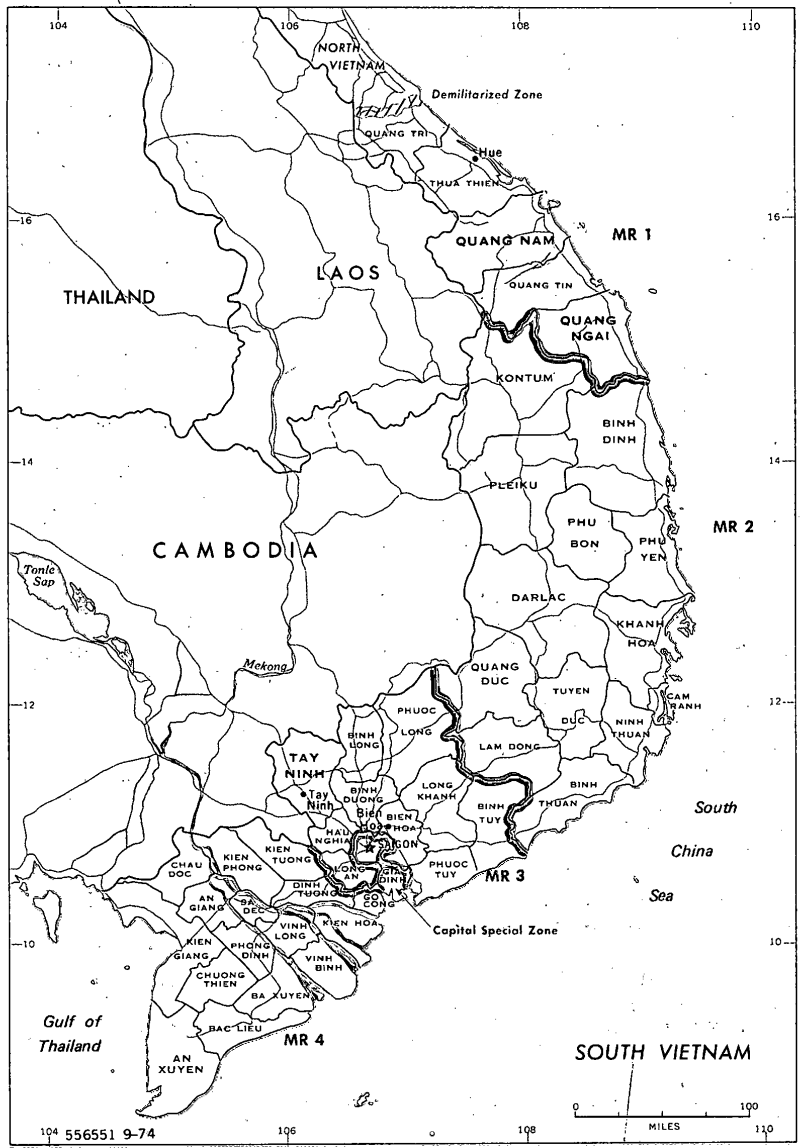 104
106
108
110
NORTH
VIETNAM
Demilitarized Zone
QUANG TRI
Hue
THUA THIEN
16
16
QUANG NAM
MR 1
LAOS
THAILAND
QUANG TIN
QUANG
NGAI
KONTUM
BINH
DINH
14
14
PLEIKU
PHU
BON
MR 2
PHU
YEN
CAMBODIA
Tonle
Sap
DARLAC
KHANH
HOA
Mekong
QUANG
DUC
TUYEN
DUC
CAM
RANH
12
12
PHUOC
LONG
NINH
THUAN
BINH
LONG
LAM DONG
TAY
NINH
Tay
Ninh
BINH
DUONG
LONG
KHANH
BINH
TUY
BINH
THUAN
Bien
Hoa
BIEN
HOA
HAU
NGHIA
SAIGON
South
China
Sea
CHAU
DOC
KIEN
PHONG
KIEN
TUONG
LONG
AN
GIA
DINH
PHUOC
TUY
MR 3
DINH
TUONG
GO
CONG
AN
GIANG
SA
DEC
KIEN HOA
Capital Special Zone
VINH
LONG
10
10
KIEN
GIANG
PHONG
DINH
VINH
BINH
CHUONG
THIEN
BA XUYEN
Gulf of
Thailand
BAC LIEU
MR 4
AN
XUYEN
SOUTH VIETNAM
0
100
MILES
104
556551 9-74
106
108
110